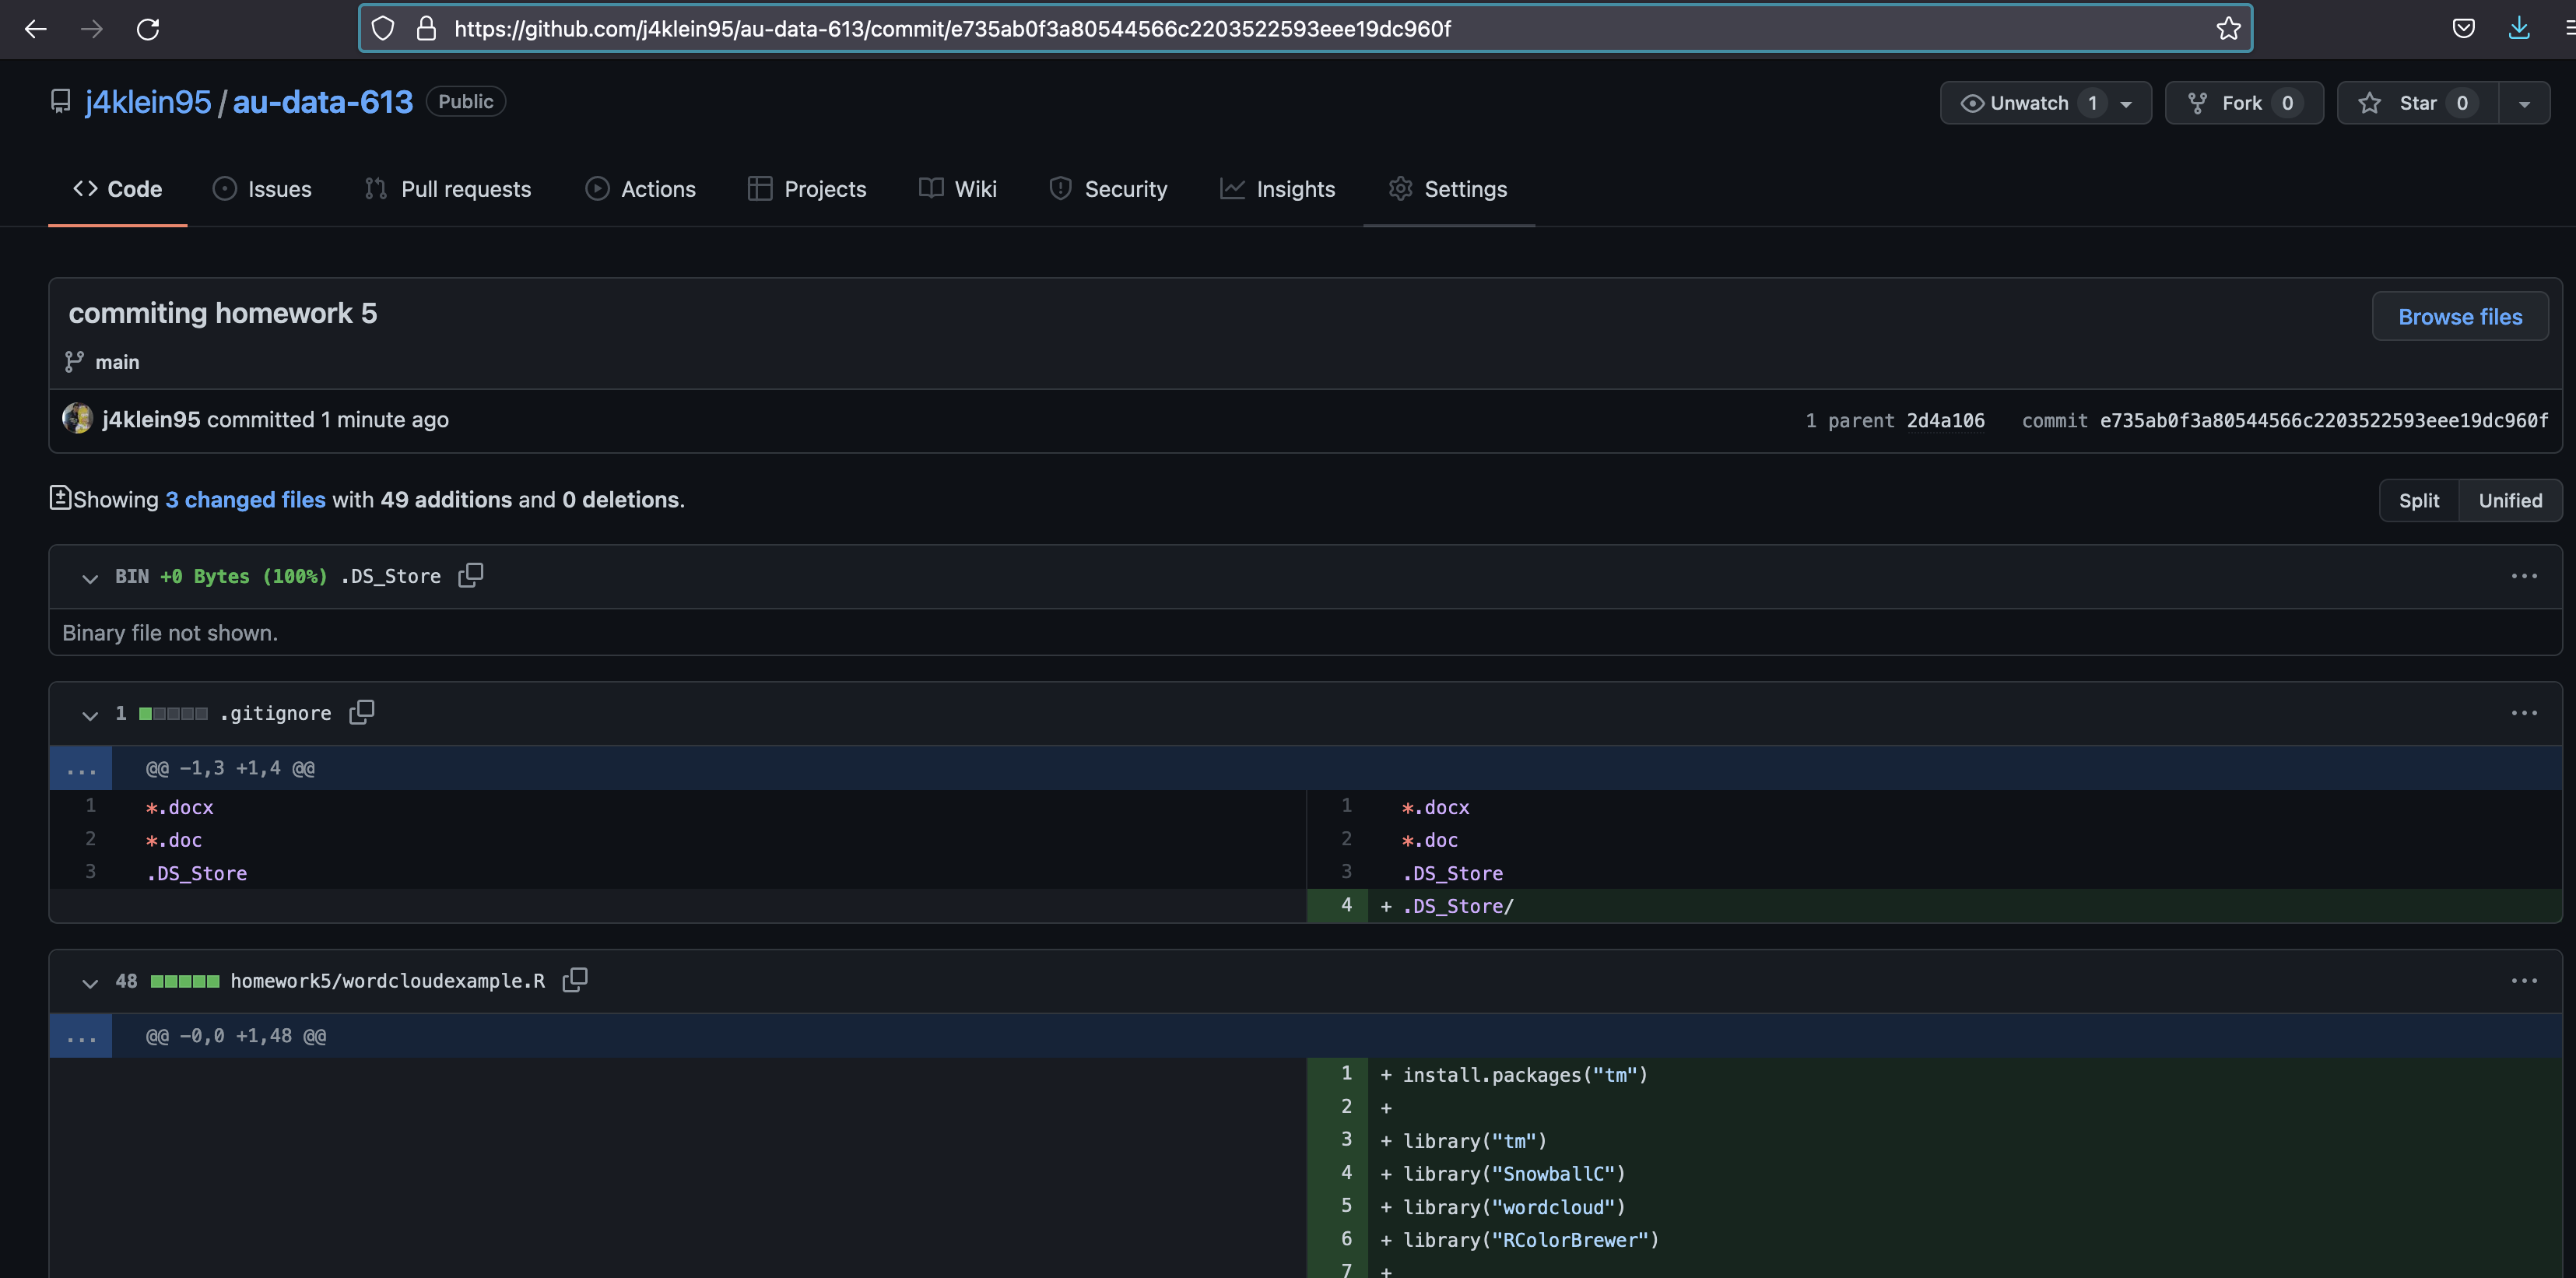 https://github.com/j4klein95/au-data-613/commit/e735ab0f3a80544566c2203522593eee19dc960f
j4klein95 / au-data-613 Public
Unwatch 1
Fork 0
Star 0
Code Issues Pull requests Actions Projects Wiki Security Insights Settings
commiting homework 5
Browse files
main
j4klein95 committed 1 minute ago
1 parent 2d4a106 commit e735ab0f3a80544566c2203522593eee19dc960f
Showing 3 changed files with 49 additions and 0 deletions.
Split Unified
BIN +0 Bytes (100%) .DS_Store
...
Binary file not shown.
1 .gitignore
...
... @@ -1,3 +1,4 @@
1 *.docx 1 *.docx
2 *.doc 2 *.doc
3 .DS_Store 3 .DS_Store
4 + .DS_Store/
48 homework5/wordcloudexample.R
...
... @@ -0,0 +1,48 @@
1 + install.packages("tm")
2 +
3 + library("tm")
4 + library("SnowballC")
5 + library("wordcloud")
6 + library("RColorBrewer")
7 +